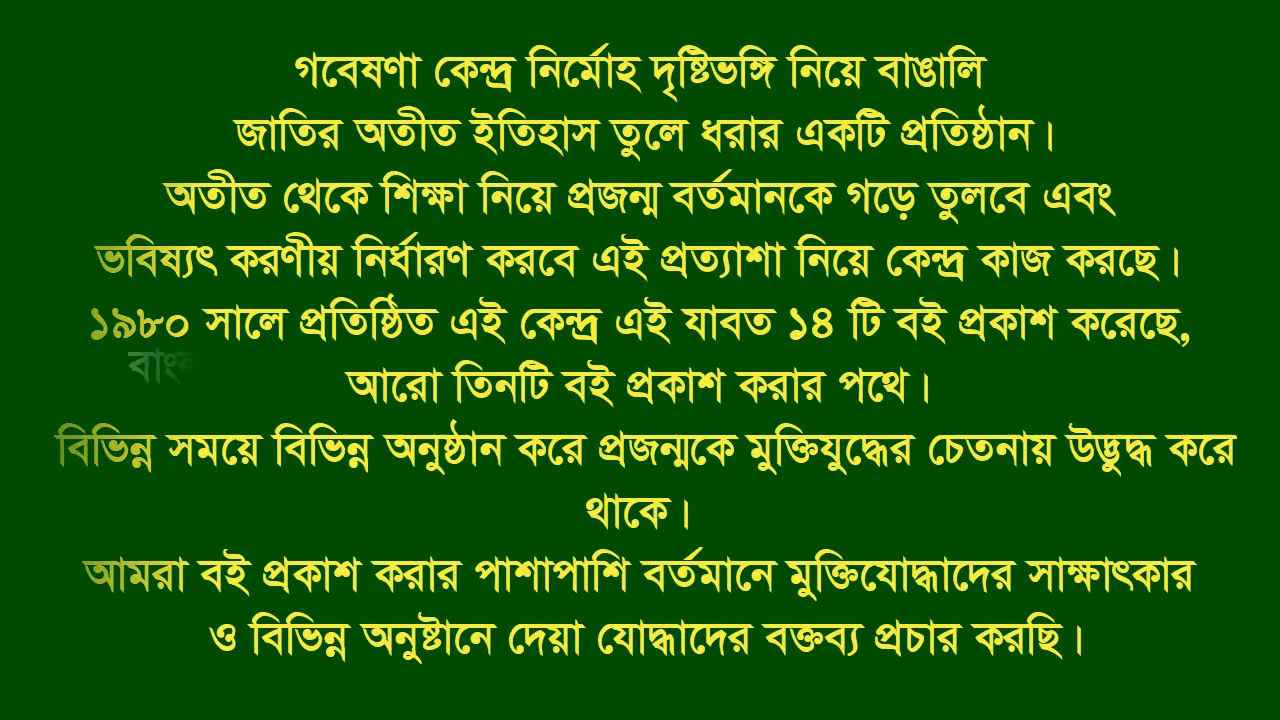 গবেষণা কেন্দ্র নির্মোহ দৃষ্টিভঙ্গি নিয়ে বাঙালি
জাতির অতীত ইতিহাস তুলে ধরার একটি প্রতিষ্ঠান।
অতীত থেকে শিক্ষা নিয়ে প্রজন্ম বর্তমানকে গড়ে তুলবে এবং
ভবিষ্যৎ করণীয় নির্ধারণ করবে এই প্রত্যাশা নিয়ে কেন্দ্র কাজ করছে।
১৯৮০ সালে প্রতিষ্ঠিত এই কেন্দ্র এই যাবত ১৪ টি বই প্রকাশ করেছে,
আরো তিনটি বই প্রকাশ করার পথে।
বিভিন্ন সময়ে বিভিন্ন অনুষ্ঠান করে প্রজন্মকে মুক্তিযুদ্ধের চেতনায় উদ্ভুদ্ধ করে
থাকে।
আমরা বই প্রকাশ করার পাশাপাশি বর্তমানে মুক্তিযোদ্ধাদের সাক্ষাৎকার
ও বিভিন্ন অনুষ্টানে দেয়া যোদ্ধাদের বক্তব্য প্রচার করছি।